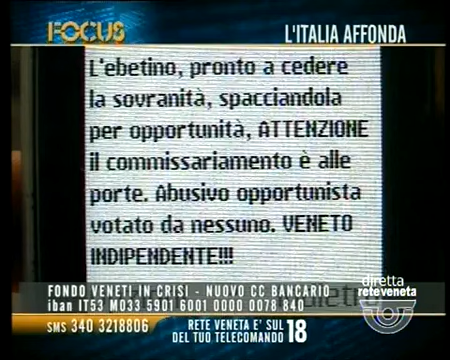 FOCUS
L'ITALIA AFFONDA
L'ebetino, pronto a cedere
la sovranità, spacciandola
per opportunità, ATTENZIONE
il commissariamento è alle
porte. Abusivo opportunista
votato da nessuno. VENETO
INDIPENDENTE!!!
diretta
reteveneta
FONDO VENETI IN CRISI - NUOVO CC BANCARIO
iban IT53 M033 5901 6001 0000 0078 840
SMS 340 3218806
RETE VENETA E' SUL
DEL TUO TELECOMANDO 18